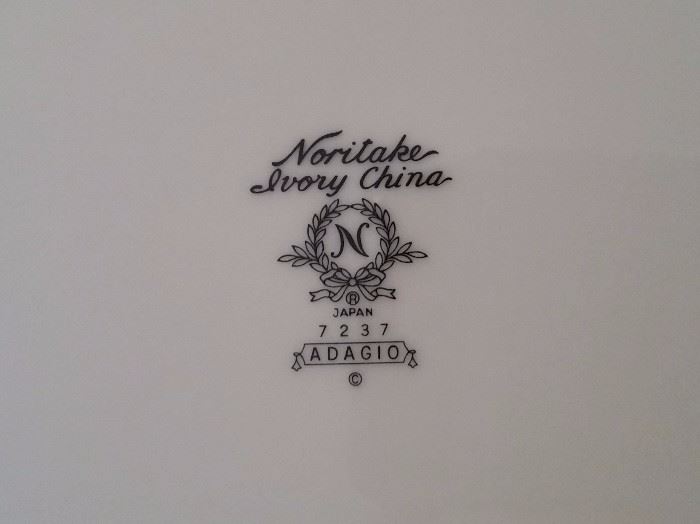 Noritake
Ivory China
N
®
JAPAN
7237
ADAGIO
©